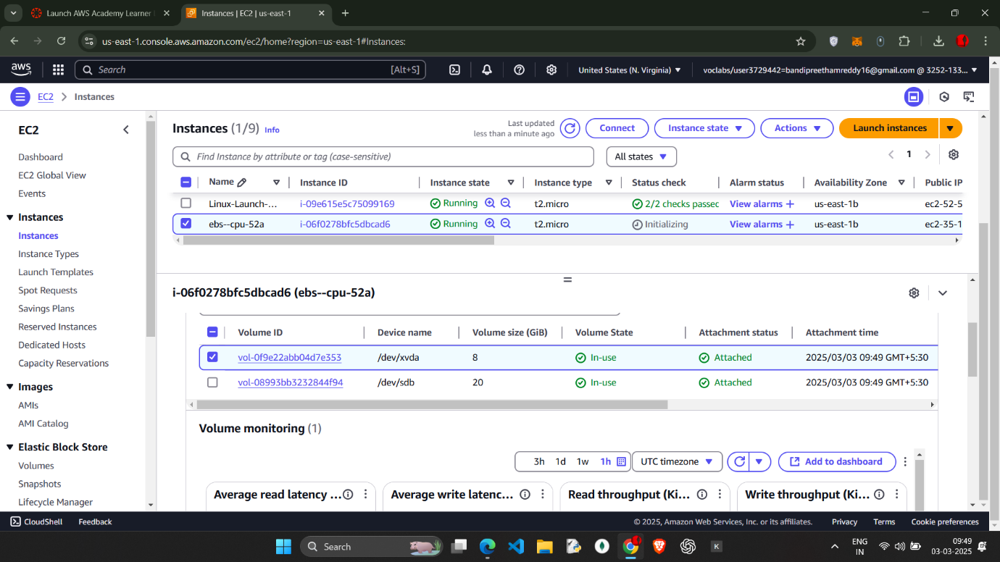 Launch AWS Academy Learner
Instances | EC2 | us-east-1
us-east-1.console.aws.amazon.com/ec2/home?region=us-east-1#Instances:
aws
Search [Alt+S]
United States (N. Virginia)
voclabs/user3729442=bandipreethamreddy16@gmail.com @ 3252-133...
EC2 Instances
EC2
Dashboard
EC2 Global View
Events
Instances
Instances
Instance Types
Launch Templates
Spot Requests
Savings Plans
Reserved Instances
Dedicated Hosts
Capacity Reservations
Images
AMIs
AMI Catalog
Elastic Block Store
Volumes
Snapshots
Lifecycle Manager
Instances (1/9) Info
Last updated
less than a minute ago
Connect
Instance state
Actions
Launch instances
Find Instance by attribute or tag (case-sensitive)
All states
1
Name Instance ID Instance state Instance type Status check Alarm status Availability Zone Public IP
Linux-Launch-... i-09e615e5c75099169 Running t2.micro 2/2 checks passed View alarms + us-east-1b ec2-52-5
ebs--cpu-52a i-06f0278bfc5dbcad6 Running t2.micro Initializing View alarms + us-east-1b ec2-35-1
i-06f0278bfc5dbcad6 (ebs--cpu-52a)
Volume ID Device name Volume size (GiB) Volume State Attachment status Attachment time
vol-0f9e22abb04d7e353 /dev/xvda 8 In-use Attached 2025/03/03 09:49 GMT+5:30
vol-08993bb3232844f94 /dev/sdb 20 In-use Attached 2025/03/03 09:49 GMT+5:30
Volume monitoring (1)
3h 1d 1w 1h UTC timezone Add to dashboard
Average read latency ... Average write latenc... Read throughput (Ki... Write throughput (Ki...
CloudShell Feedback © 2025, Amazon Web Services, Inc. or its affiliates. Privacy Terms Cookie preferences
Search
K
ENG
IN
09:49
03-03-2025